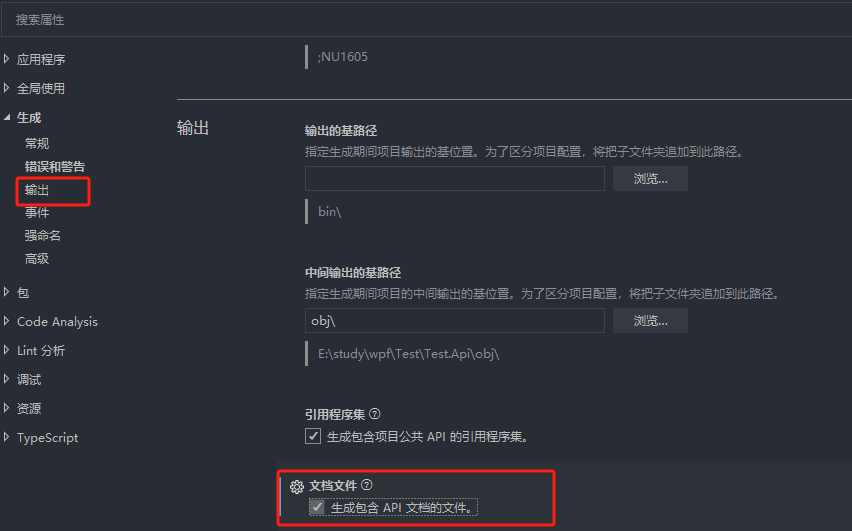 搜索属性
应用程序
全局使用
生成
常规
错误和警告
输出
事件
强命名
高级
包
Code Analysis
Lint 分析
调试
资源
TypeScript
;NU1605
输出
输出的基路径
指定生成期间项目输出的基位置。为了区分项目配置，将把子文件夹追加到此路径。
浏览...
bin\
中间输出的基路径
指定生成期间项目的中间输出的基位置。为了区分项目配置，将把子文件夹追加到此路径。
obj\ 浏览...
E:\study\wpf\Test\Test.Api\obj\
引用程序集
生成包含项目公共 API 的引用程序集。
文档文件
生成包含 API 文档的文件。